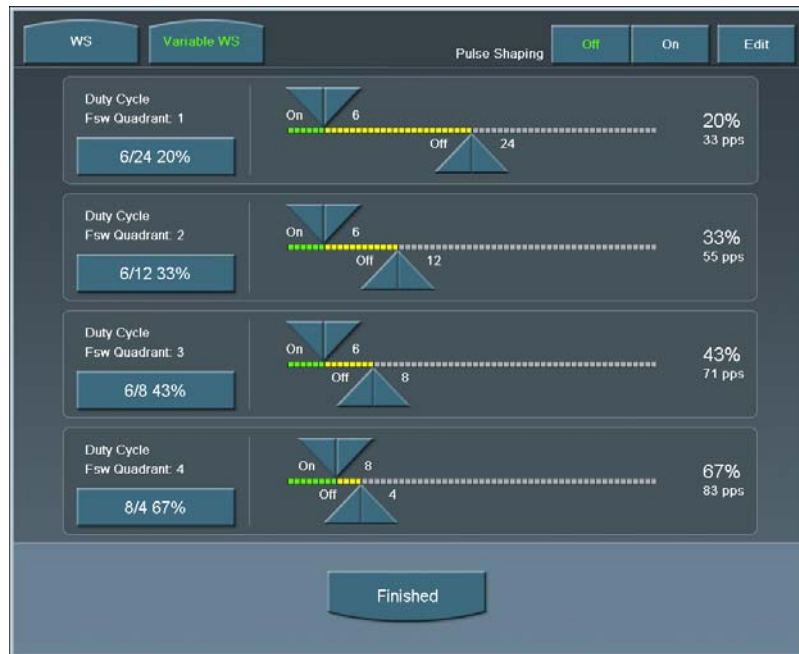 WS
Variable WS
Pulse Shaping
Off
On
Edit
Duty Cycle
Fsw Quadrant: 1
6/24 20%
On
6
Off
24
20%
33 pps
Duty Cycle
Fsw Quadrant: 2
6/12 33%
On
6
Off
12
33%
55 pps
Duty Cycle
Fsw Quadrant: 3
6/8 43%
On
6
Off
8
43%
71 pps
Duty Cycle
Fsw Quadrant: 4
8/4 67%
On
8
Off
4
67%
83 pps
Finished